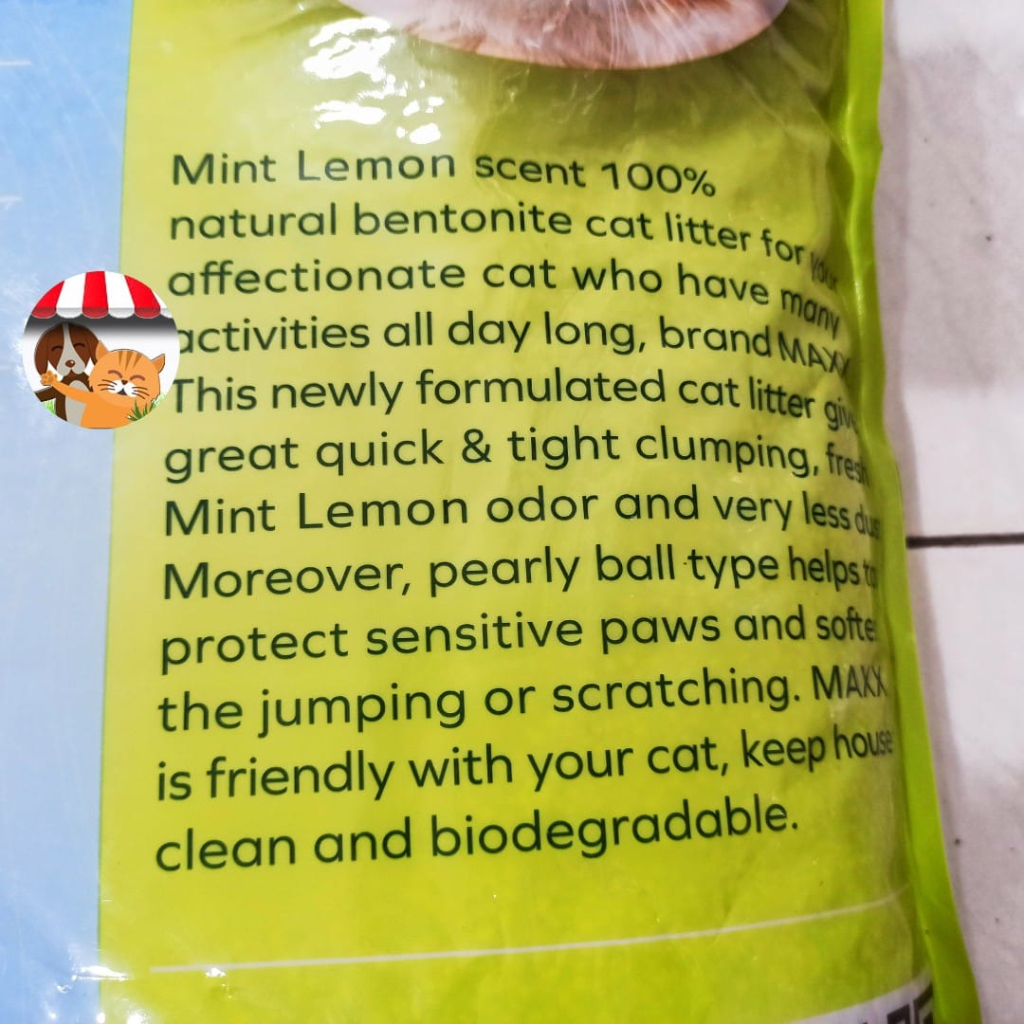 Mint Lemon scent 100%
natural bentonite cat litter for your
affectionate cat who have many
activities all day long, brand MAXX
This newly formulated cat litter
great quick & tight clumping,
Mint Lemon odor and very less
Moreover, pearly ball type helps to
protect sensitive paws and
the jumping or scratching. MAXX
is friendly with your cat, keep house
clean and biodegradable.